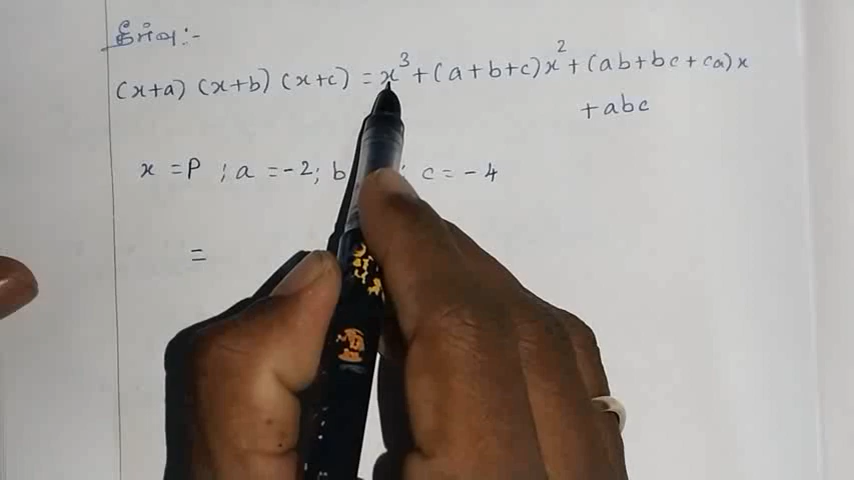 தீர்வு:-
(x+a) (x+b) (x+c) = x³ + (a+b+c)x² + (ab+bc+ca)x
+abc
x = P ; a = -2; b ; c = - 4
=